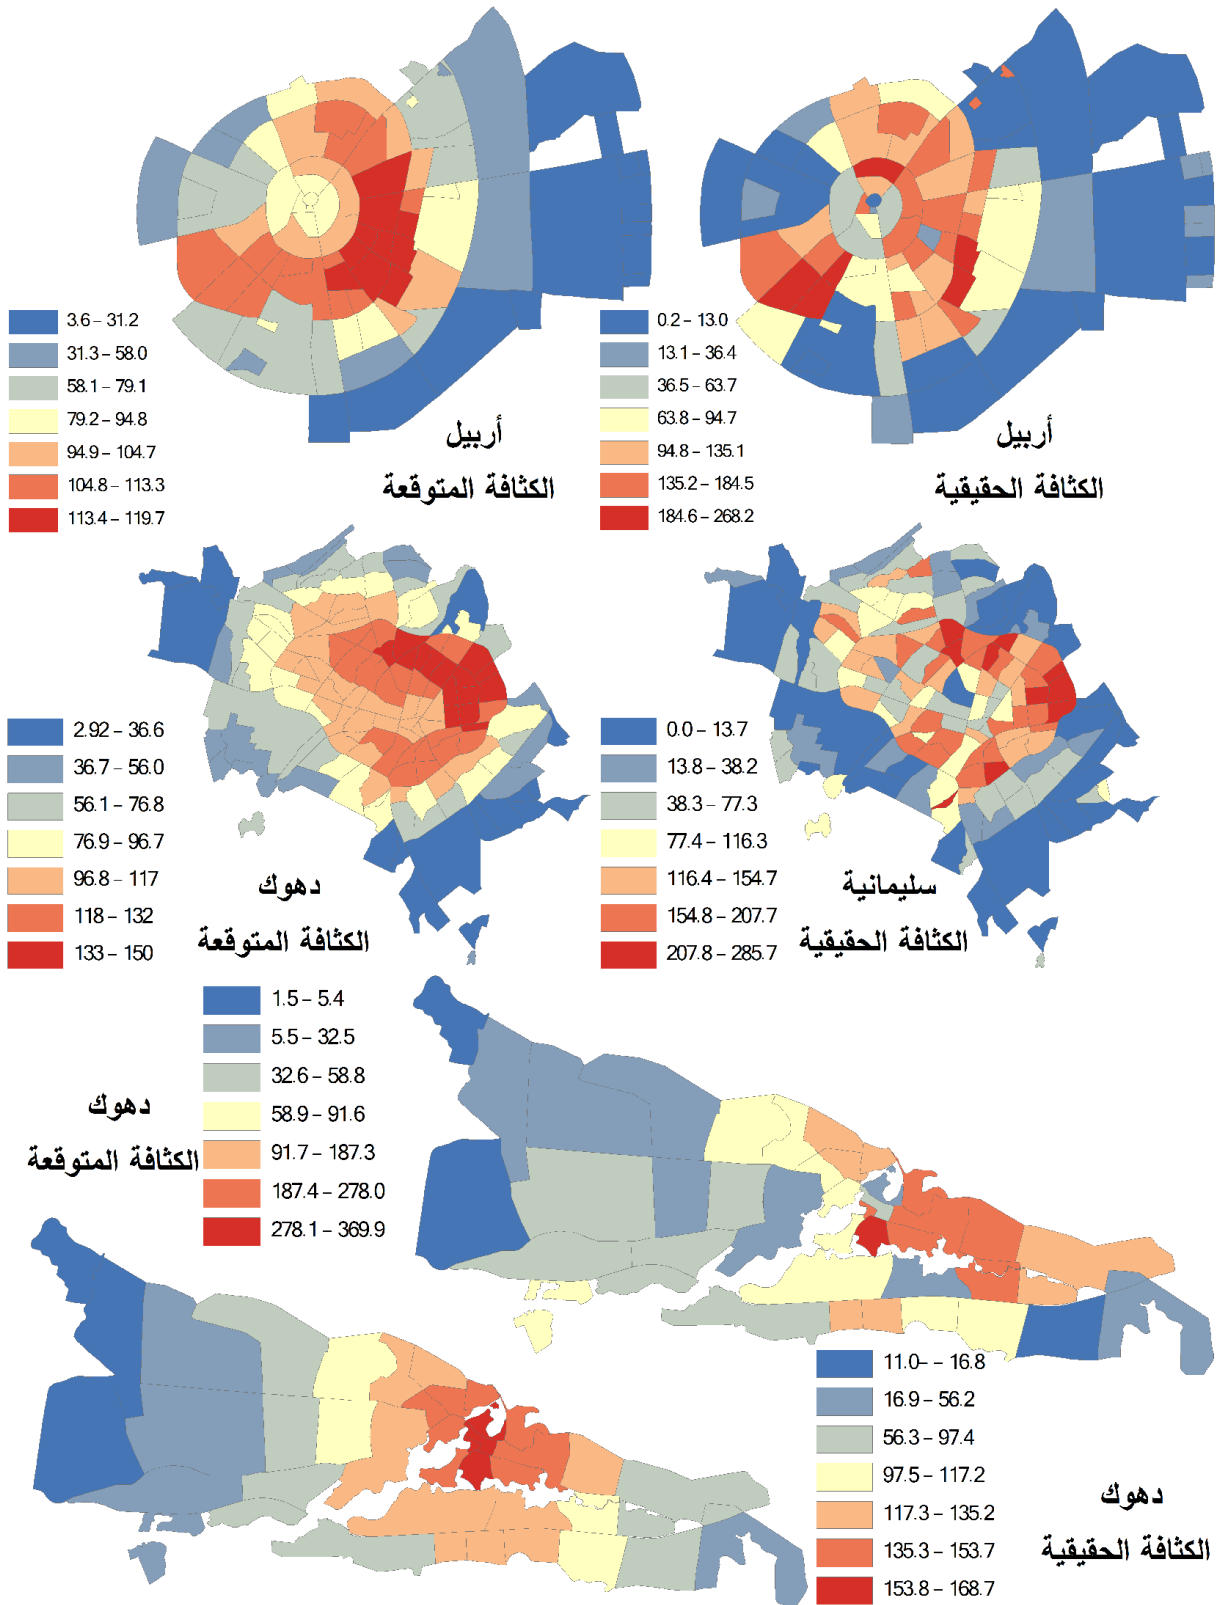 3.6 – 31.2
31.3 – 58.0
58.1 – 79.1
79.2 – 94.8
94.9 – 104.7
104.8 – 113.3
113.4 – 119.7
أربيل
الكثافة المتوقعة
0.2 – 13.0
13.1 – 36.4
36.5 – 63.7
63.8 – 94.7
94.8 – 135.1
135.2 – 184.5
184.6 – 268.2
أربيل
الكثافة الحقيقية
2.92 – 36.6
36.7 – 56.0
56.1 – 76.8
76.9 – 96.7
96.8 – 117
118 – 132
133 – 150
دهوك
الكثافة المتوقعة
0.0 – 13.7
13.8 – 38.2
38.3 – 77.3
77.4 – 116.3
116.4 – 154.7
154.8 – 207.7
207.8 – 285.7
سليمانية
الكثافة الحقيقية
1.5 – 5.4
5.5 – 32.5
32.6 – 58.8
58.9 – 91.6
91.7 – 187.3
187.4 – 278.0
278.1 – 369.9
دهوك
الكثافة المتوقعة
11.0– – 16.8
16.9 – 56.2
56.3 – 97.4
97.5 – 117.2
117.3 – 135.2
135.3 – 153.7
153.8 – 168.7
دهوك
الكثافة الحقيقية